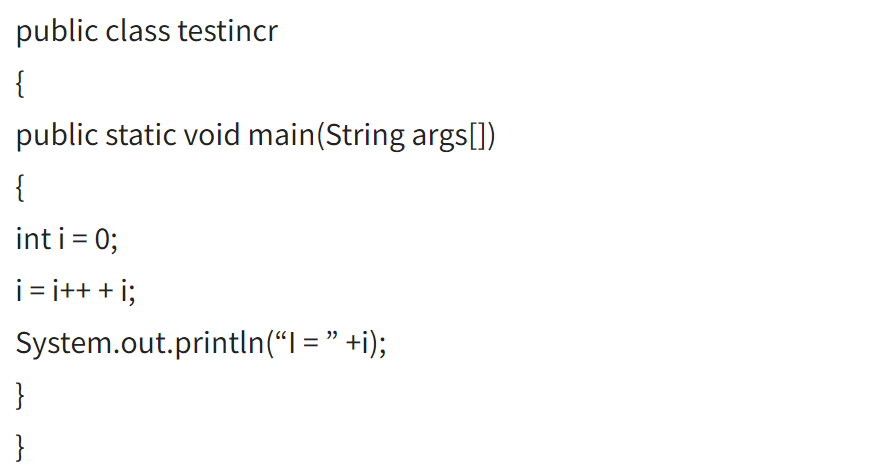 public class testincr
{
public static void main(String args[])
{
int i = 0;
i = i++ + i;
System.out.println(“I = ” +i);
}
}